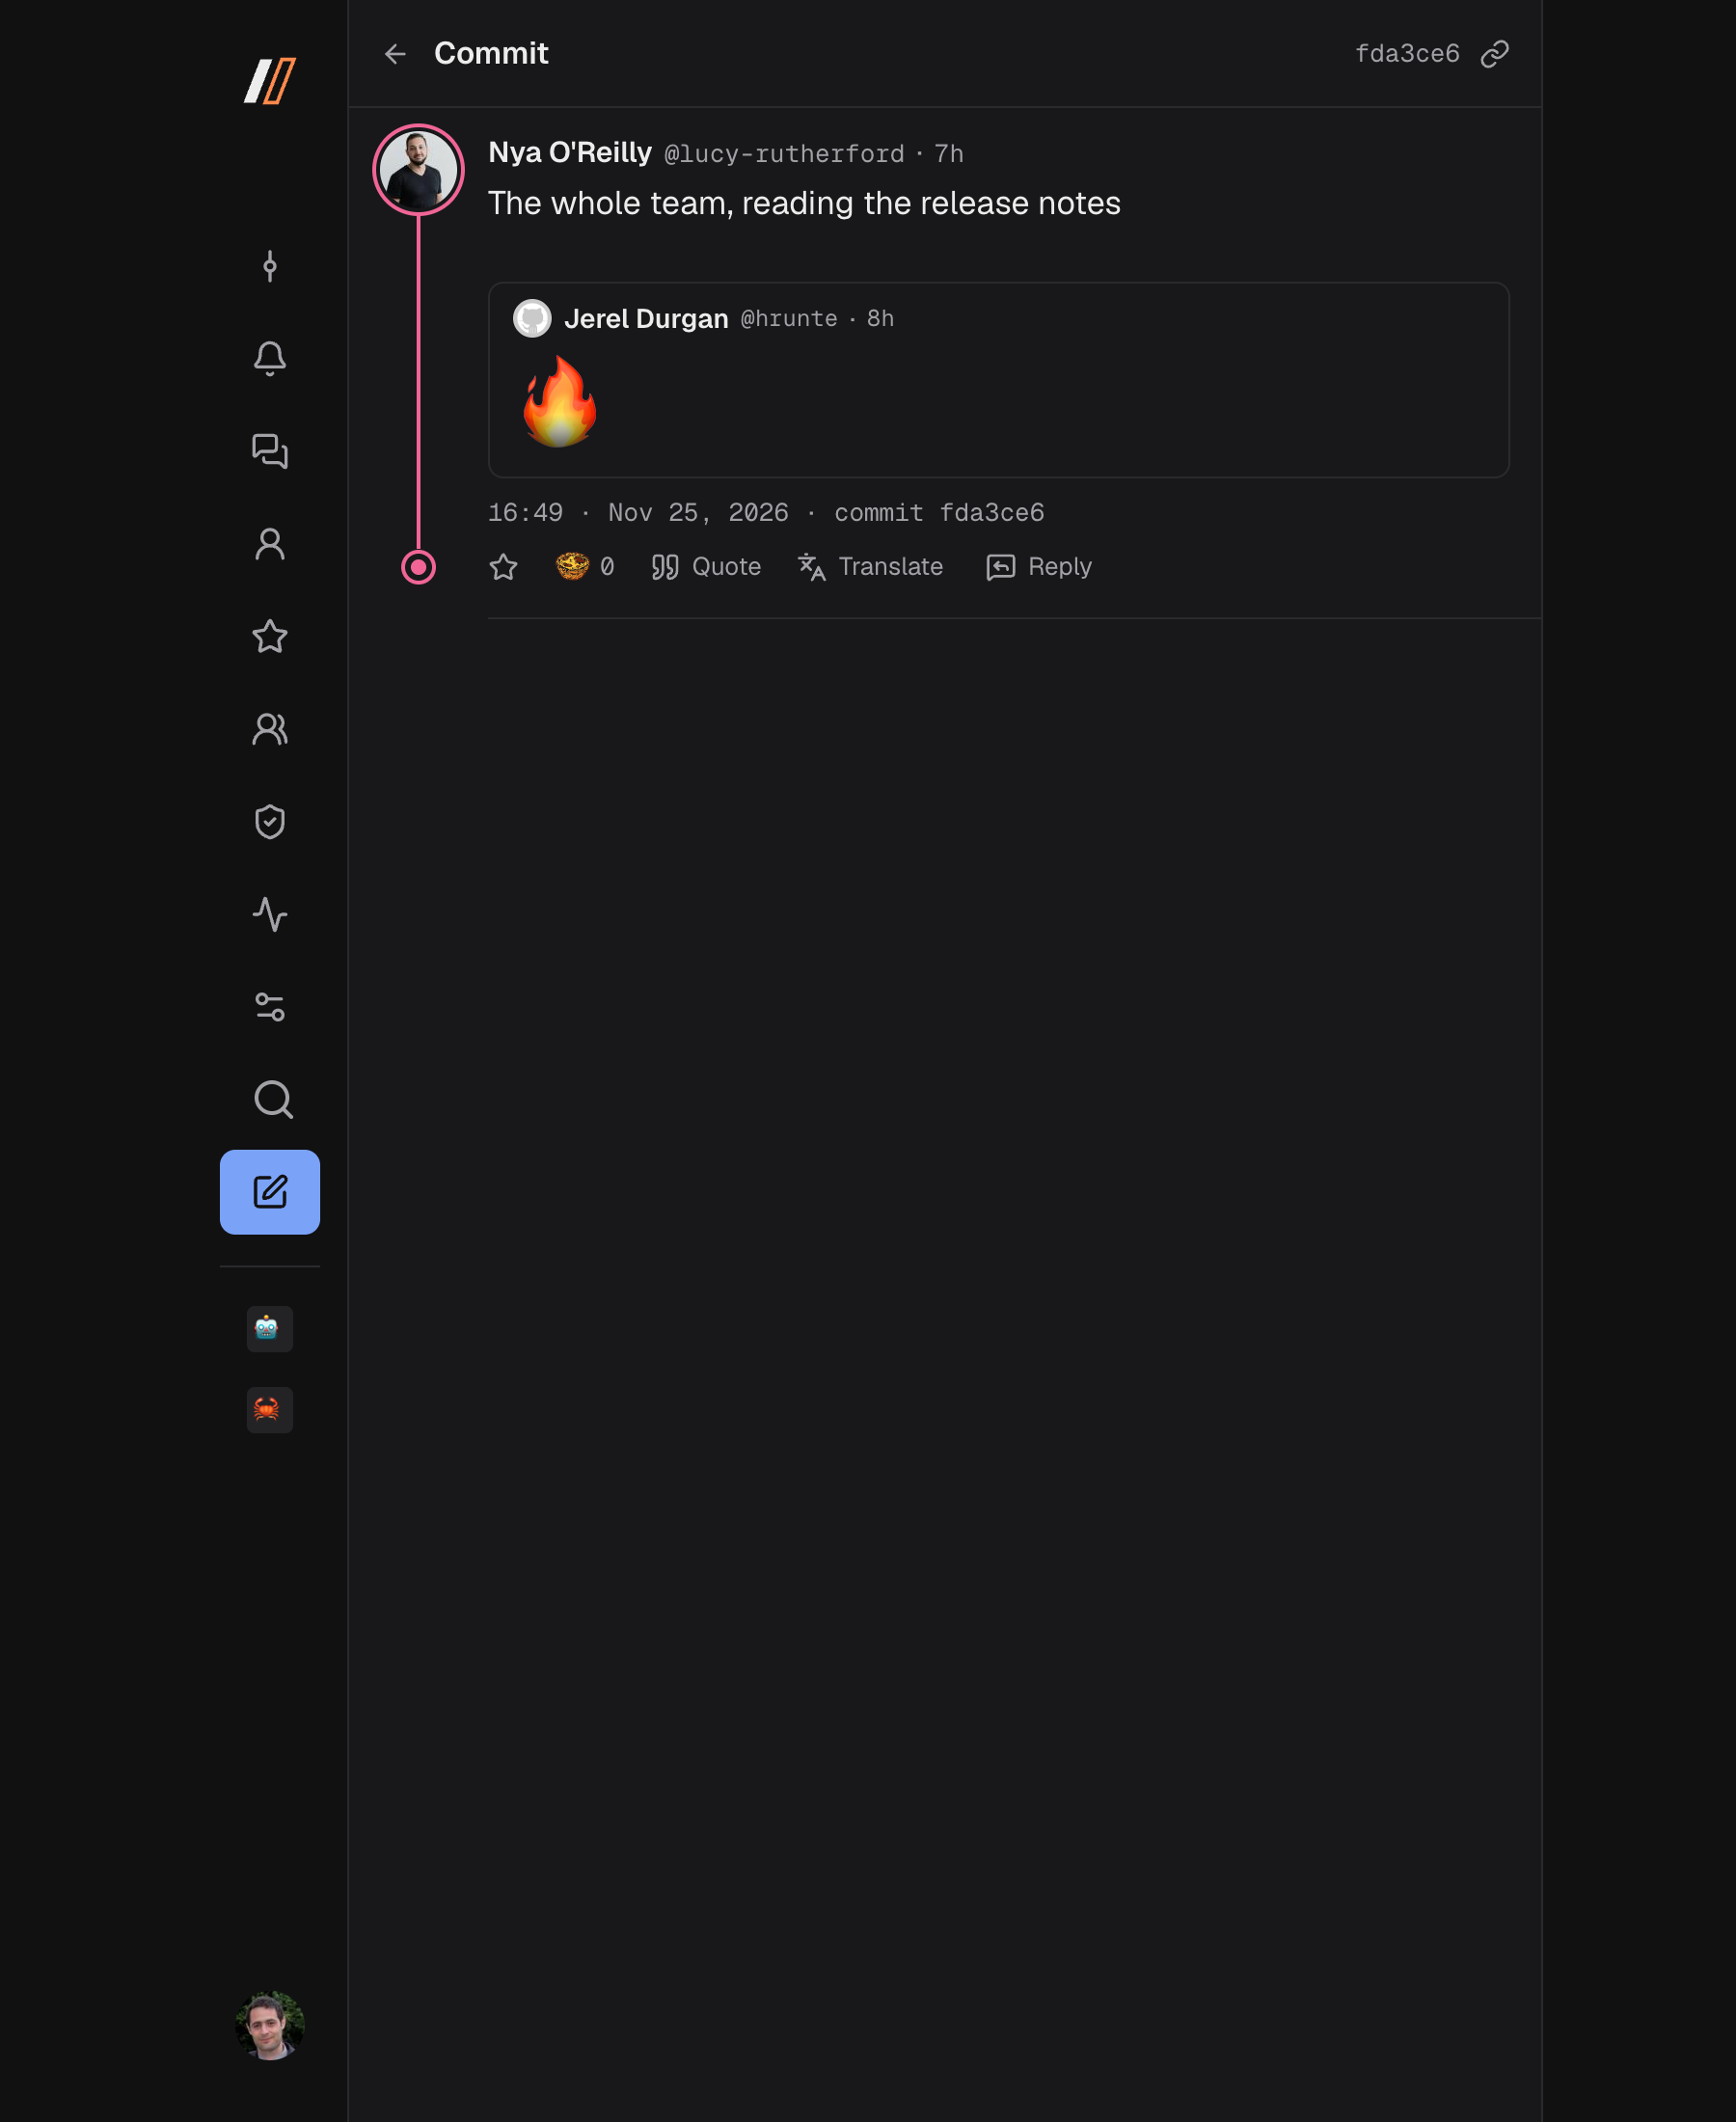 Commit
fda3ce6
Nya O'Reilly @lucy-rutherford · 7h
The whole team, reading the release notes
Jerel Durgan @hrunte · 8h
16:49 · Nov 25, 2026 · commit fda3ce6
0 Quote Translate Reply